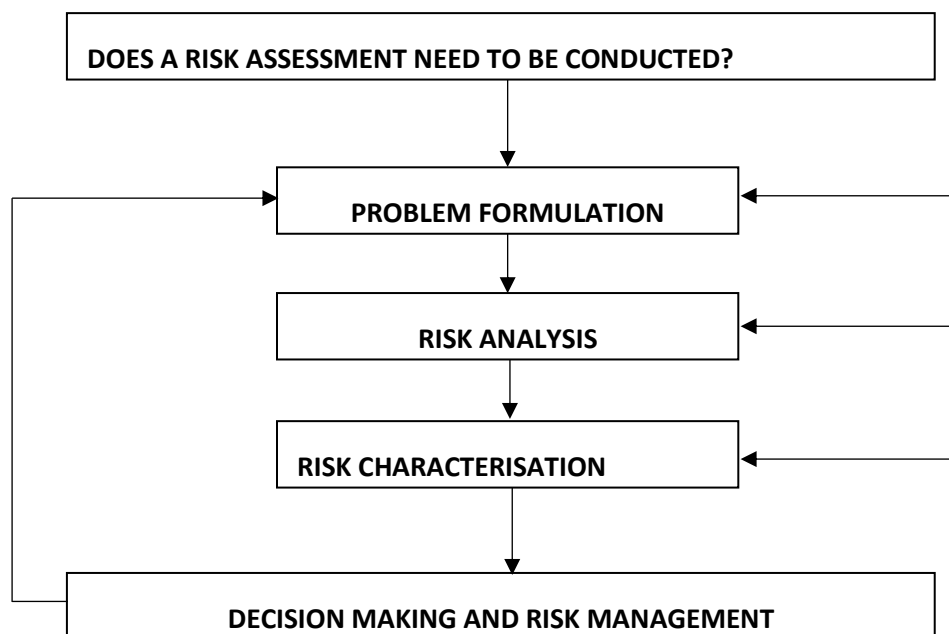 DOES A RISK ASSESSMENT NEED TO BE CONDUCTED?
PROBLEM FORMULATION
RISK ANALYSIS
RISK CHARACTERISATION
DECISION MAKING AND RISK MANAGEMENT